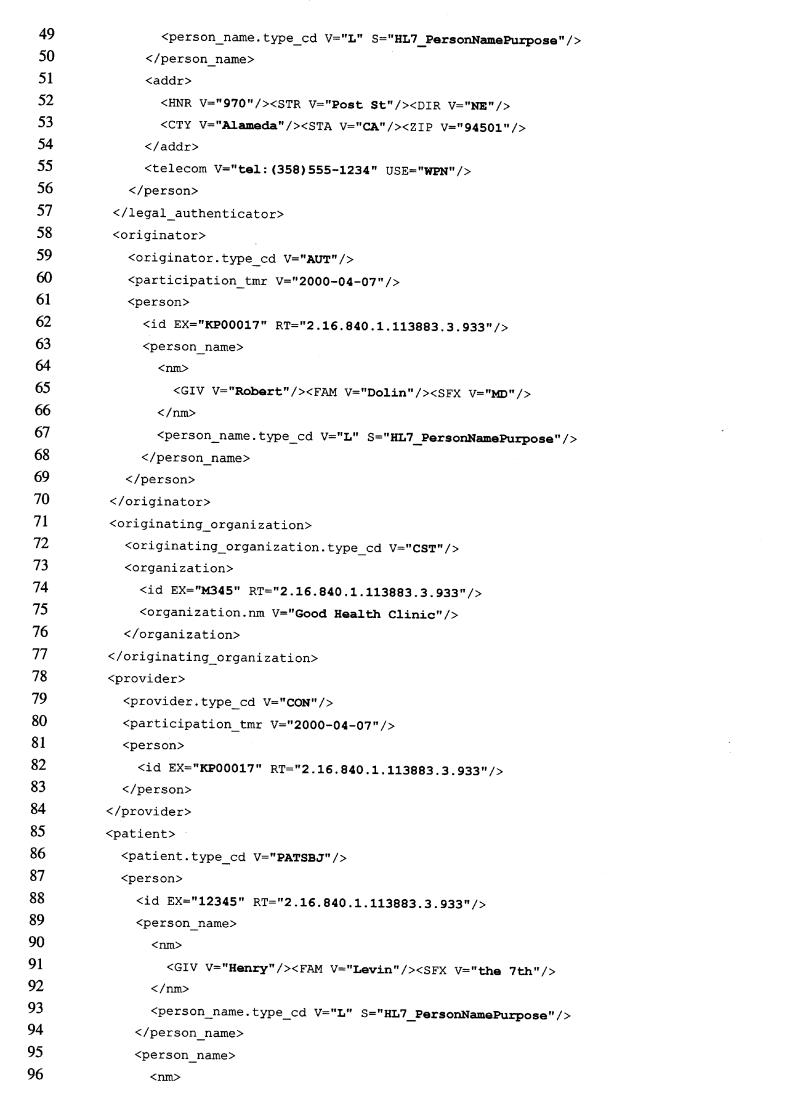 49 <person_name.type_cd V="L" S="HL7_PersonNamePurpose"/>
50 </person_name>
51 <addr>
52 <HNR V="970"/><STR V="Post St"/><DIR V="NE"/>
53 <CTY V="Alameda"/><STA V="CA"/><ZIP V="94501"/>
54 </addr>
55 <telecom V="tel:(358)555-1234" USE="WPN"/>
56 </person>
57 </legal_authenticator>
58 <originator>
59 <originator.type_cd V="AUT"/>
60 <participation_tmr V="2000-04-07"/>
61 <person>
62 <id EX="KP00017" RT="2.16.840.1.113883.3.933"/>
63 <person_name>
64 <nm>
65 <GIV V="Robert"/><FAM V="Dolin"/><SFX V="MD"/>
66 </nm>
67 <person_name.type_cd V="L" S="HL7_PersonNamePurpose"/>
68 </person_name>
69 </person>
70 </originator>
71 <originating_organization>
72 <originating_organization.type_cd V="CST"/>
73 <organization>
74 <id EX="M345" RT="2.16.840.1.113883.3.933"/>
75 <organization.nm V="Good Health Clinic"/>
76 </organization>
77 </originating_organization>
78 <provider>
79 <provider.type_cd V="CON"/>
80 <participation_tmr V="2000-04-07"/>
81 <person>
82 <id EX="KP00017" RT="2.16.840.1.113883.3.933"/>
83 </person>
84 </provider>
85 <patient>
86 <patient.type_cd V="PATSBJ"/>
87 <person>
88 <id EX="12345" RT="2.16.840.1.113883.3.933"/>
89 <person_name>
90 <nm>
91 <GIV V="Henry"/><FAM V="Levin"/><SFX V="the 7th"/>
92 </nm>
93 <person_name.type_cd V="L" S="HL7_PersonNamePurpose"/>
94 </person_name>
95 <person_name>
96 <nm>